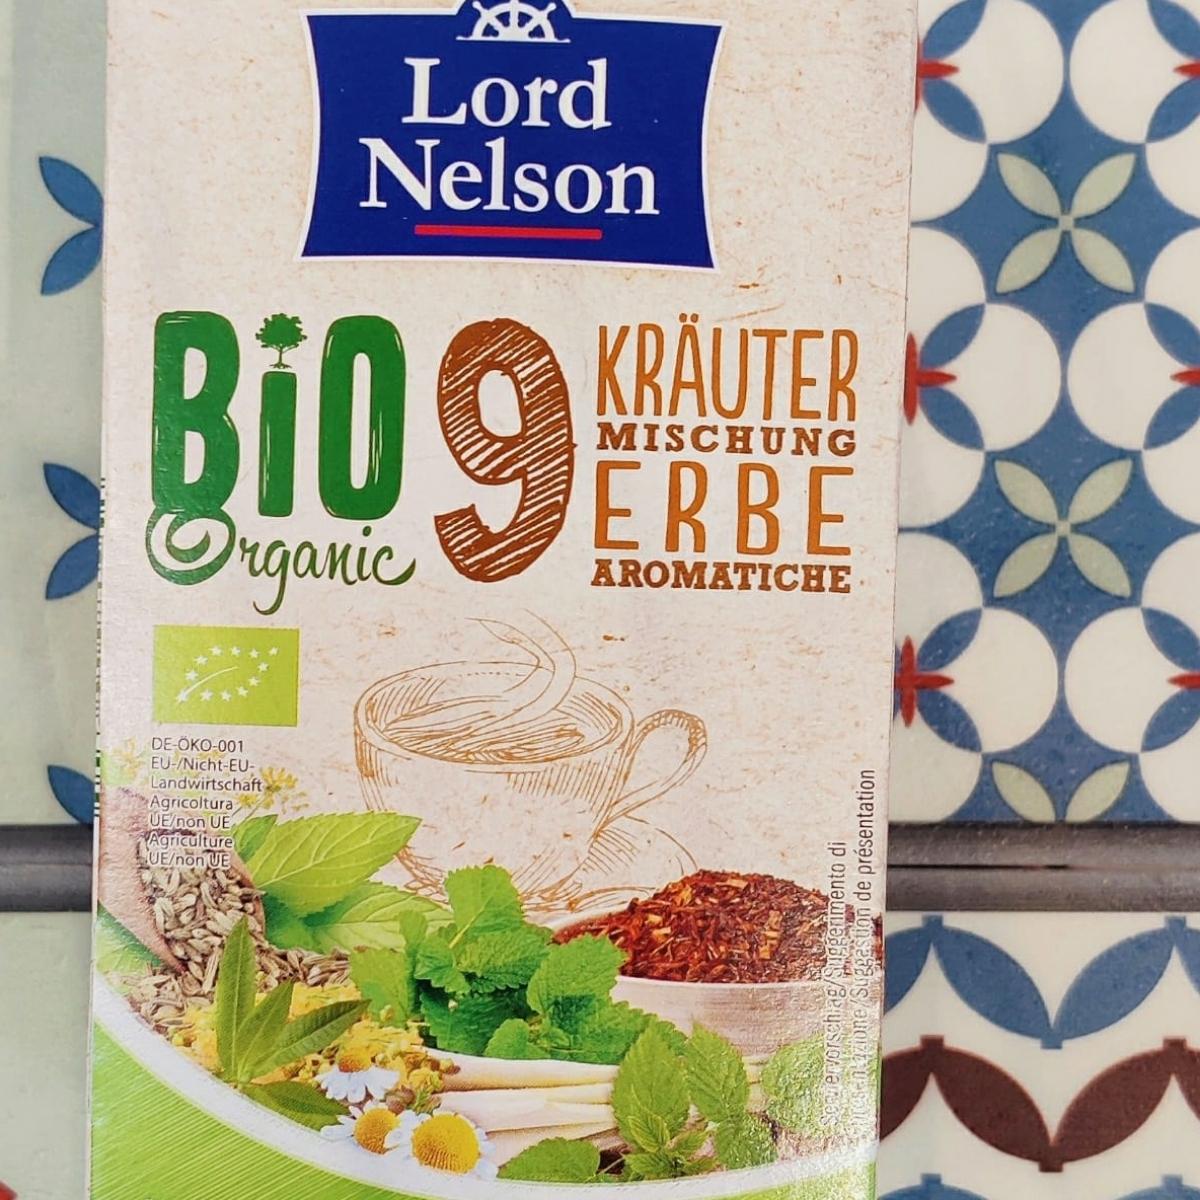 Lord
Nelson
BiO
Organic
9
KRÄUTER
MISCHUNG
ERBE
AROMATICHE
DE-ÖKO-001
EU-/Nicht-EU-
Landwirtschaft
Agricoltura
UE/non UE
Agriculture
UE/non UE
Serviervorschlag/Suggerimento di
presentazione/Suggestion de présentation